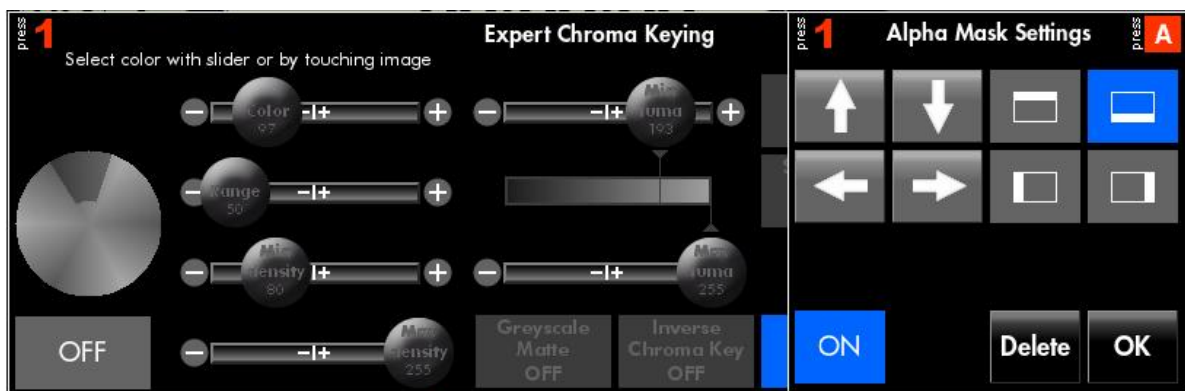 press 1
Expert Chroma Keying
Select color with slider or by touching image
Color
97
Min
Luma
193
Range
50
Min
Density
80
Max
Luma
255
Max
Density
255
OFF
Greyscale
Matte
OFF
Inverse
Chroma Key
OFF
press 1
Alpha Mask Settings
press A
ON
Delete
OK